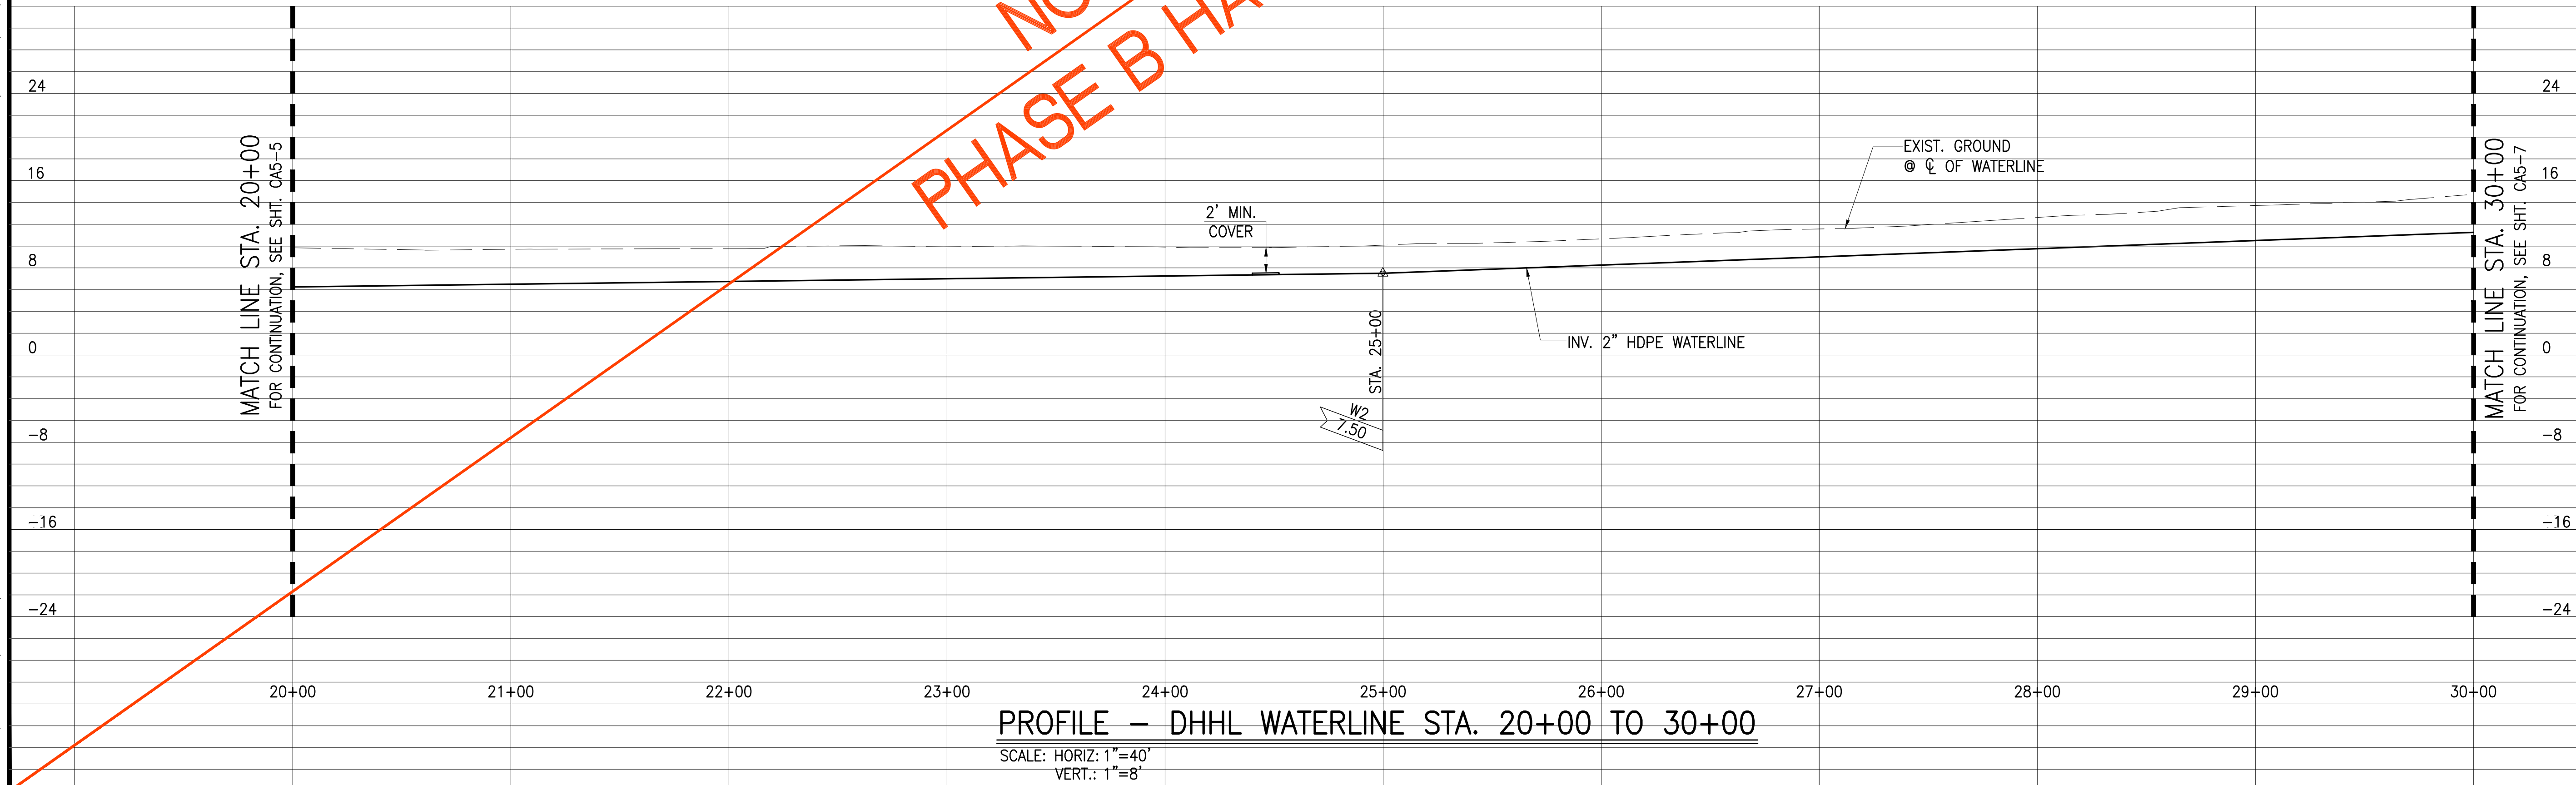 NO
PHASE B HA
24
24
16
16
8
8
0
0
-8
-8
-16
-16
-24
-24
MATCH LINE STA. 20+00
FOR CONTINUATION, SEE SHT. CA5-5
2' MIN.
COVER
EXIST. GROUND
@ ℄ OF WATERLINE
INV. 2" HDPE WATERLINE
STA. 25+00
W2
7.50
MATCH LINE STA. 30+00
FOR CONTINUATION, SEE SHT. CA5-7
20+00 21+00 22+00 23+00 24+00 25+00 26+00 27+00 28+00 29+00 30+00
PROFILE - DHHL WATERLINE STA. 20+00 TO 30+00
SCALE: HORIZ: 1"=40'
VERT.: 1"=8'